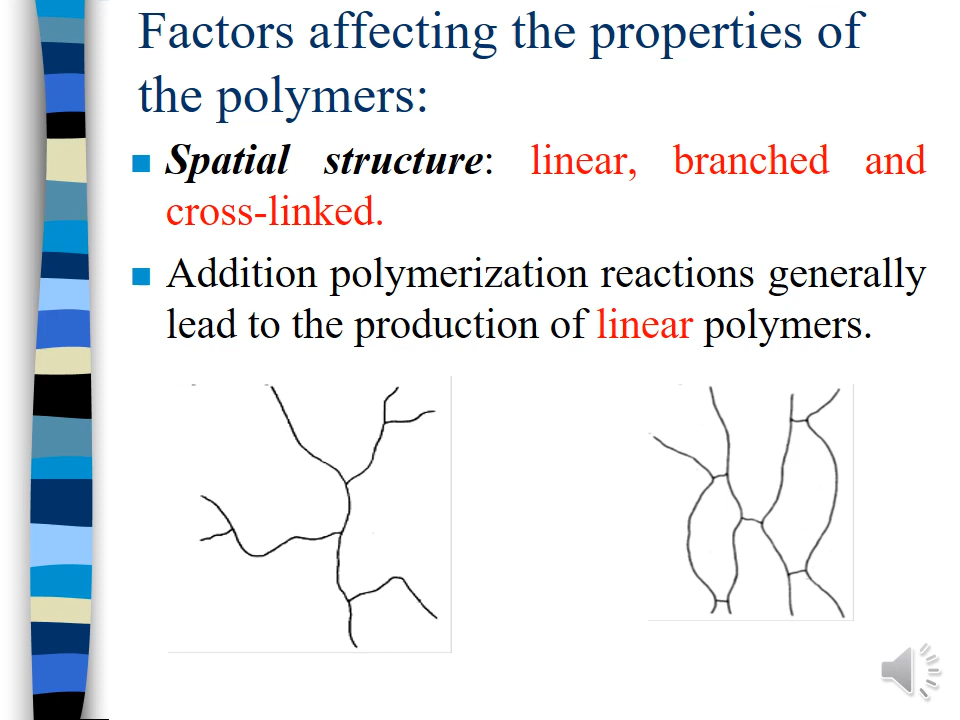 Factors affecting the properties of
the polymers:
Spatial structure: linear, branched and
cross-linked.
Addition polymerization reactions generally
lead to the production of linear polymers.